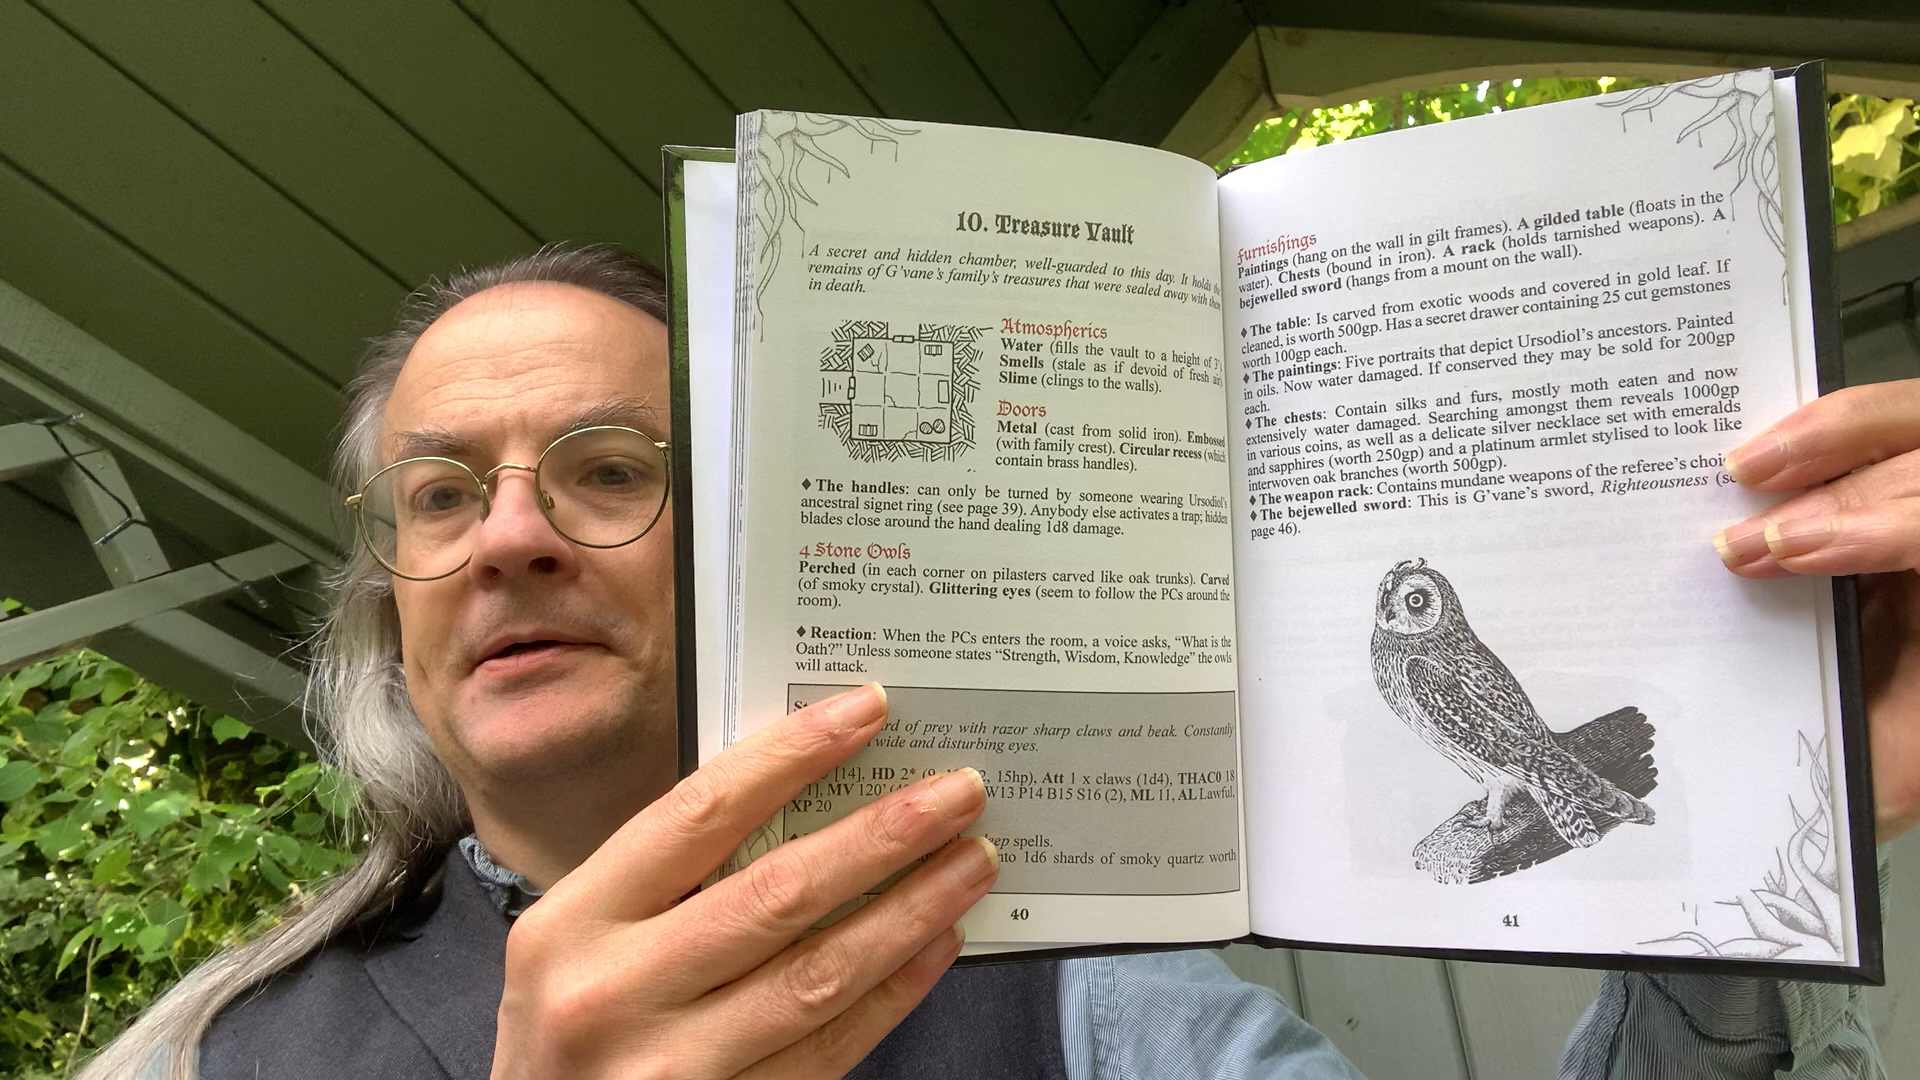 10. Treasure Vault
A secret and hidden chamber, well-guarded to this day. It holds the
remains of G'vane's family's treasures that were sealed away with them
in death.
Atmospherics
Water (fills the vault to a height of 3').
Smells (stale as if devoid of fresh air).
Slime (clings to the walls).
Doors
Metal (cast from solid iron). Embossed
(with family crest). Circular recess (which
contain brass handles).
♦ The handles: can only be turned by someone wearing Ursodiol's
ancestral signet ring (see page 39). Anybody else activates a trap; hidden
blades close around the hand dealing 1d8 damage.
4 Stone Owls
Perched (in each corner on pilasters carved like oak trunks). Carved
(of smoky crystal). Glittering eyes (seem to follow the PCs around the
room).
♦ Reaction: When the PCs enters the room, a voice asks, "What is the
Oath?" Unless someone states "Strength, Wisdom, Knowledge" the owls
will attack.
of prey with razor sharp claws and beak. Constantly
wide and disturbing eyes.
[14], HD 2* 15hp), Att 1 x claws (1d4), THAC0 18
MV 120' W13 P14 B15 S16 (2), ML 11, AL Lawful,
XP 20
spells.
1d6 shards of smoky quartz worth
40
furnishings
Paintings (hang on the wall in gilt frames). A gilded table (floats in the
water). Chests (bound in iron). A rack (holds tarnished weapons). A
bejewelled sword (hangs from a mount on the wall).
♦ The table: Is carved from exotic woods and covered in gold leaf. If
cleaned, is worth 500gp. Has a secret drawer containing 25 cut gemstones
worth 100gp each.
♦ The paintings: Five portraits that depict Ursodiol's ancestors. Painted
in oils. Now water damaged. If conserved they may be sold for 200gp
each.
♦ The chests: Contain silks and furs, mostly moth eaten and now
extensively water damaged. Searching amongst them reveals 1000gp
in various coins, as well as a delicate silver necklace set with emeralds
and sapphires (worth 250gp) and a platinum armlet stylised to look like
interwoven oak branches (worth 500gp).
♦ The weapon rack: Contains mundane weapons of the referee's
♦ The bejewelled sword: This is G'vane's sword, Righteousness
page 46).
41